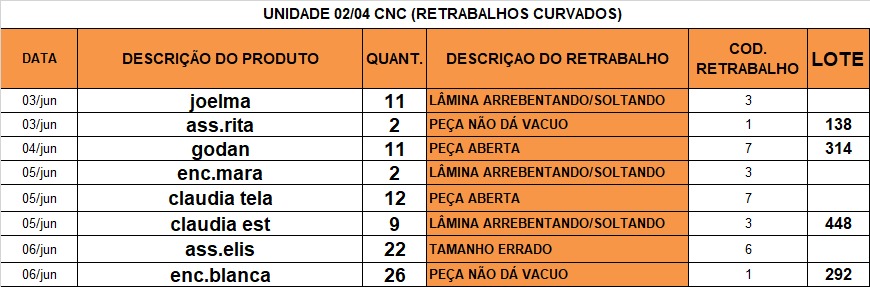 UNIDADE 02/04 CNC (RETRABALHOS CURVADOS)
DATA DESCRIÇÃO DO PRODUTO QUANT. DESCRIÇAO DO RETRABALHO COD. RETRABALHO LOTE
03/jun joelma 11 LÂMINA ARREBENTANDO/SOLTANDO 3
03/jun ass.rita 2 PEÇA NÃO DÁ VACUO 1 138
04/jun godan 11 PEÇA ABERTA 7 314
05/jun enc.mara 2 LÂMINA ARREBENTANDO/SOLTANDO 3
05/jun claudia tela 12 PEÇA ABERTA 7
05/jun claudia est 9 LÂMINA ARREBENTANDO/SOLTANDO 3 448
06/jun ass.elis 22 TAMANHO ERRADO 6
06/jun enc.blanca 26 PEÇA NÃO DÁ VACUO 1 292